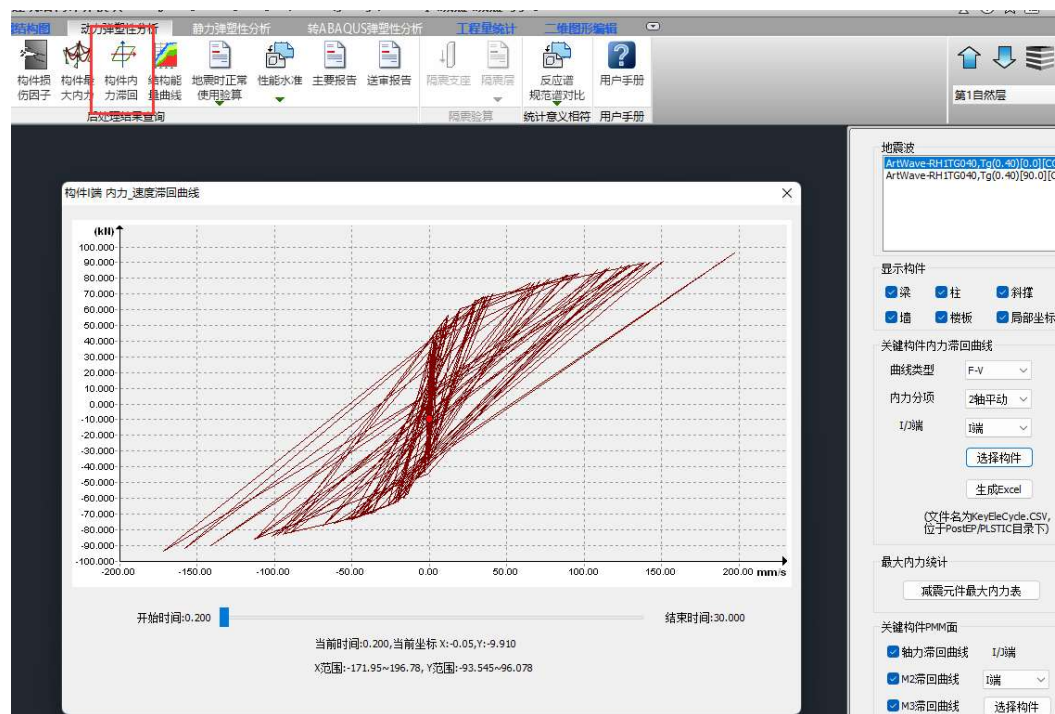 结构图 动力弹塑性分析 静力弹塑性分析 转ABAQUS弹塑性分析 工程量统计 二维图形编辑
构件损伤因子 构件最大内力 构件内力滞回 结构能量曲线 地震时正常使用验算 性能水准 主要报告 送审报告 隔震支座 隔震层 反应谱规范谱对比 用户手册
第1自然层
后处理结果查询 隔震验算 统计意义相符 用户手册
构件I端 内力_速度滞回曲线
(kN)
100.000
90.000
80.000
70.000
60.000
50.000
40.000
30.000
20.000
10.000
0.000
-10.000
-20.000
-30.000
-40.000
-50.000
-60.000
-70.000
-80.000
-90.000
-100.000
-200.00 -150.00 -100.00 -50.00 0.00 50.00 100.00 150.00 200.00 mm/s
开始时间:0.200 结束时间:30.000
当前时间:0.200,当前坐标 X:-0.05,Y:-9.910
X范围:-171.95~196.78, Y范围:-93.545~96.078
地震波
ArtWave-RH1TG040,Tg(0.40)[0.0][CO
ArtWave-RH1TG040,Tg(0.40)[90.0][C
显示构件
梁 柱 斜撑
墙 楼板 局部坐标
关键构件内力滞回曲线
曲线类型 F-V
内力分项 2轴平动
I/J端 I端
选择构件
生成Excel
(文件名为KeyEleCycle.CSV,
位于PostEP/PLSTIC目录下)
最大内力统计
减震元件最大内力表
关键构件PMM面
轴力滞回曲线 I/J端
M2滞回曲线 I端
M3滞回曲线 选择构件